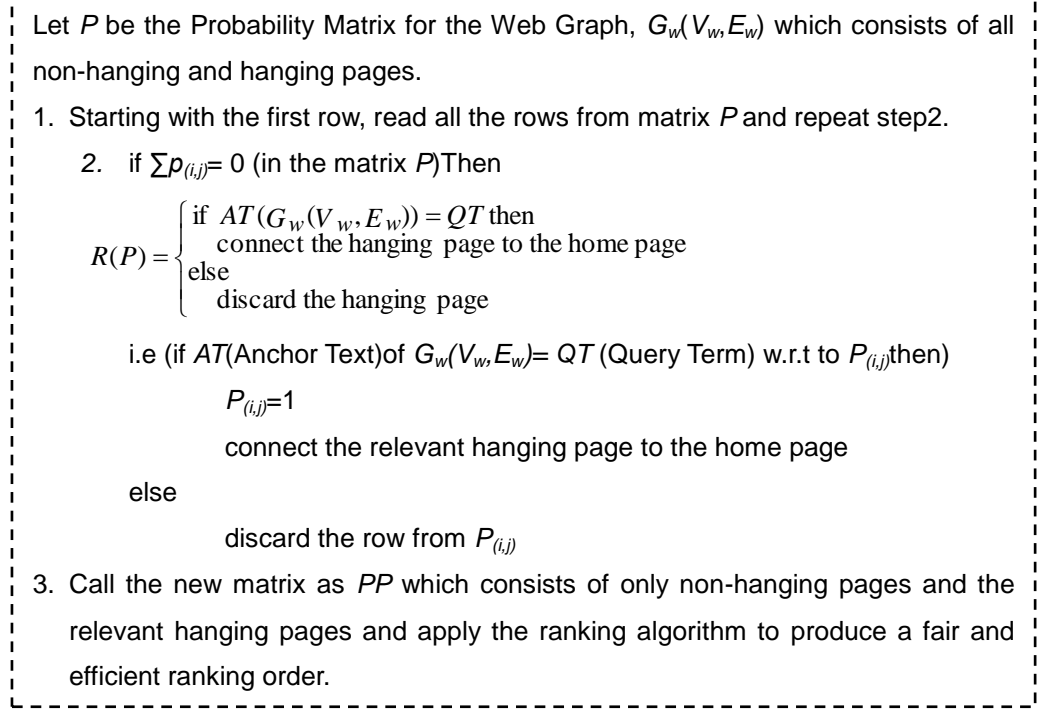 Let P be the Probability Matrix for the Web Graph, Gw(Vw,Ew) which consists of all
non-hanging and hanging pages.
1. Starting with the first row, read all the rows from matrix P and repeat step2.
2. if ∑p(i,j)= 0 (in the matrix P)Then
if AT(Gw(Vw,Ew)) = QT then
connect the hanging page to the home page
R(P) = {
else
discard the hanging page
i.e (if AT(Anchor Text)of Gw(Vw,Ew)= QT (Query Term) w.r.t to P(i,j)then)
P(i,j)=1
connect the relevant hanging page to the home page
else
discard the row from P(i,j)
3. Call the new matrix as PP which consists of only non-hanging pages and the
relevant hanging pages and apply the ranking algorithm to produce a fair and
efficient ranking order.